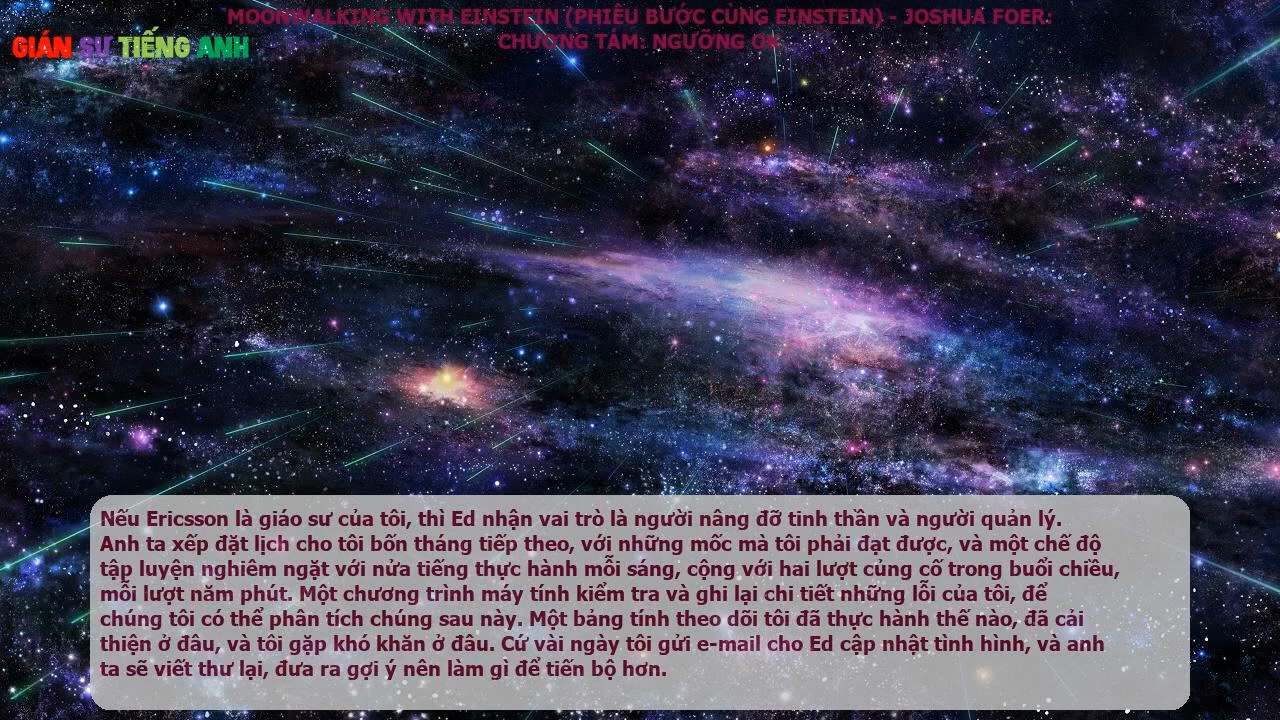 MOONWALKING WITH EINSTEIN (PHIÊU BƯỚC CÙNG EINSTEIN) - JOSHUA FOER:
CHƯƠNG TÁM: NGƯỠNG OK
GIÁN SƯ TIẾNG ANH
Nếu Ericsson là giáo sư của tôi, thì Ed nhận vai trò là người nâng đỡ tinh thần và người quản lý.
Anh ta xếp đặt lịch cho tôi bốn tháng tiếp theo, với những mốc mà tôi phải đạt được, và một chế độ
tập luyện nghiêm ngặt với nửa tiếng thực hành mỗi sáng, cộng với hai lượt củng cố trong buổi chiều,
mỗi lượt năm phút. Một chương trình máy tính kiểm tra và ghi lại chi tiết những lỗi của tôi, để
chúng tôi có thể phân tích chúng sau này. Một bảng tính theo dõi tôi đã thực hành thế nào, đã cải
thiện ở đâu, và tôi gặp khó khăn ở đâu. Cứ vài ngày tôi gửi e-mail cho Ed cập nhật tình hình, và anh
ta sẽ viết thư lại, đưa ra gợi ý nên làm gì để tiến bộ hơn.